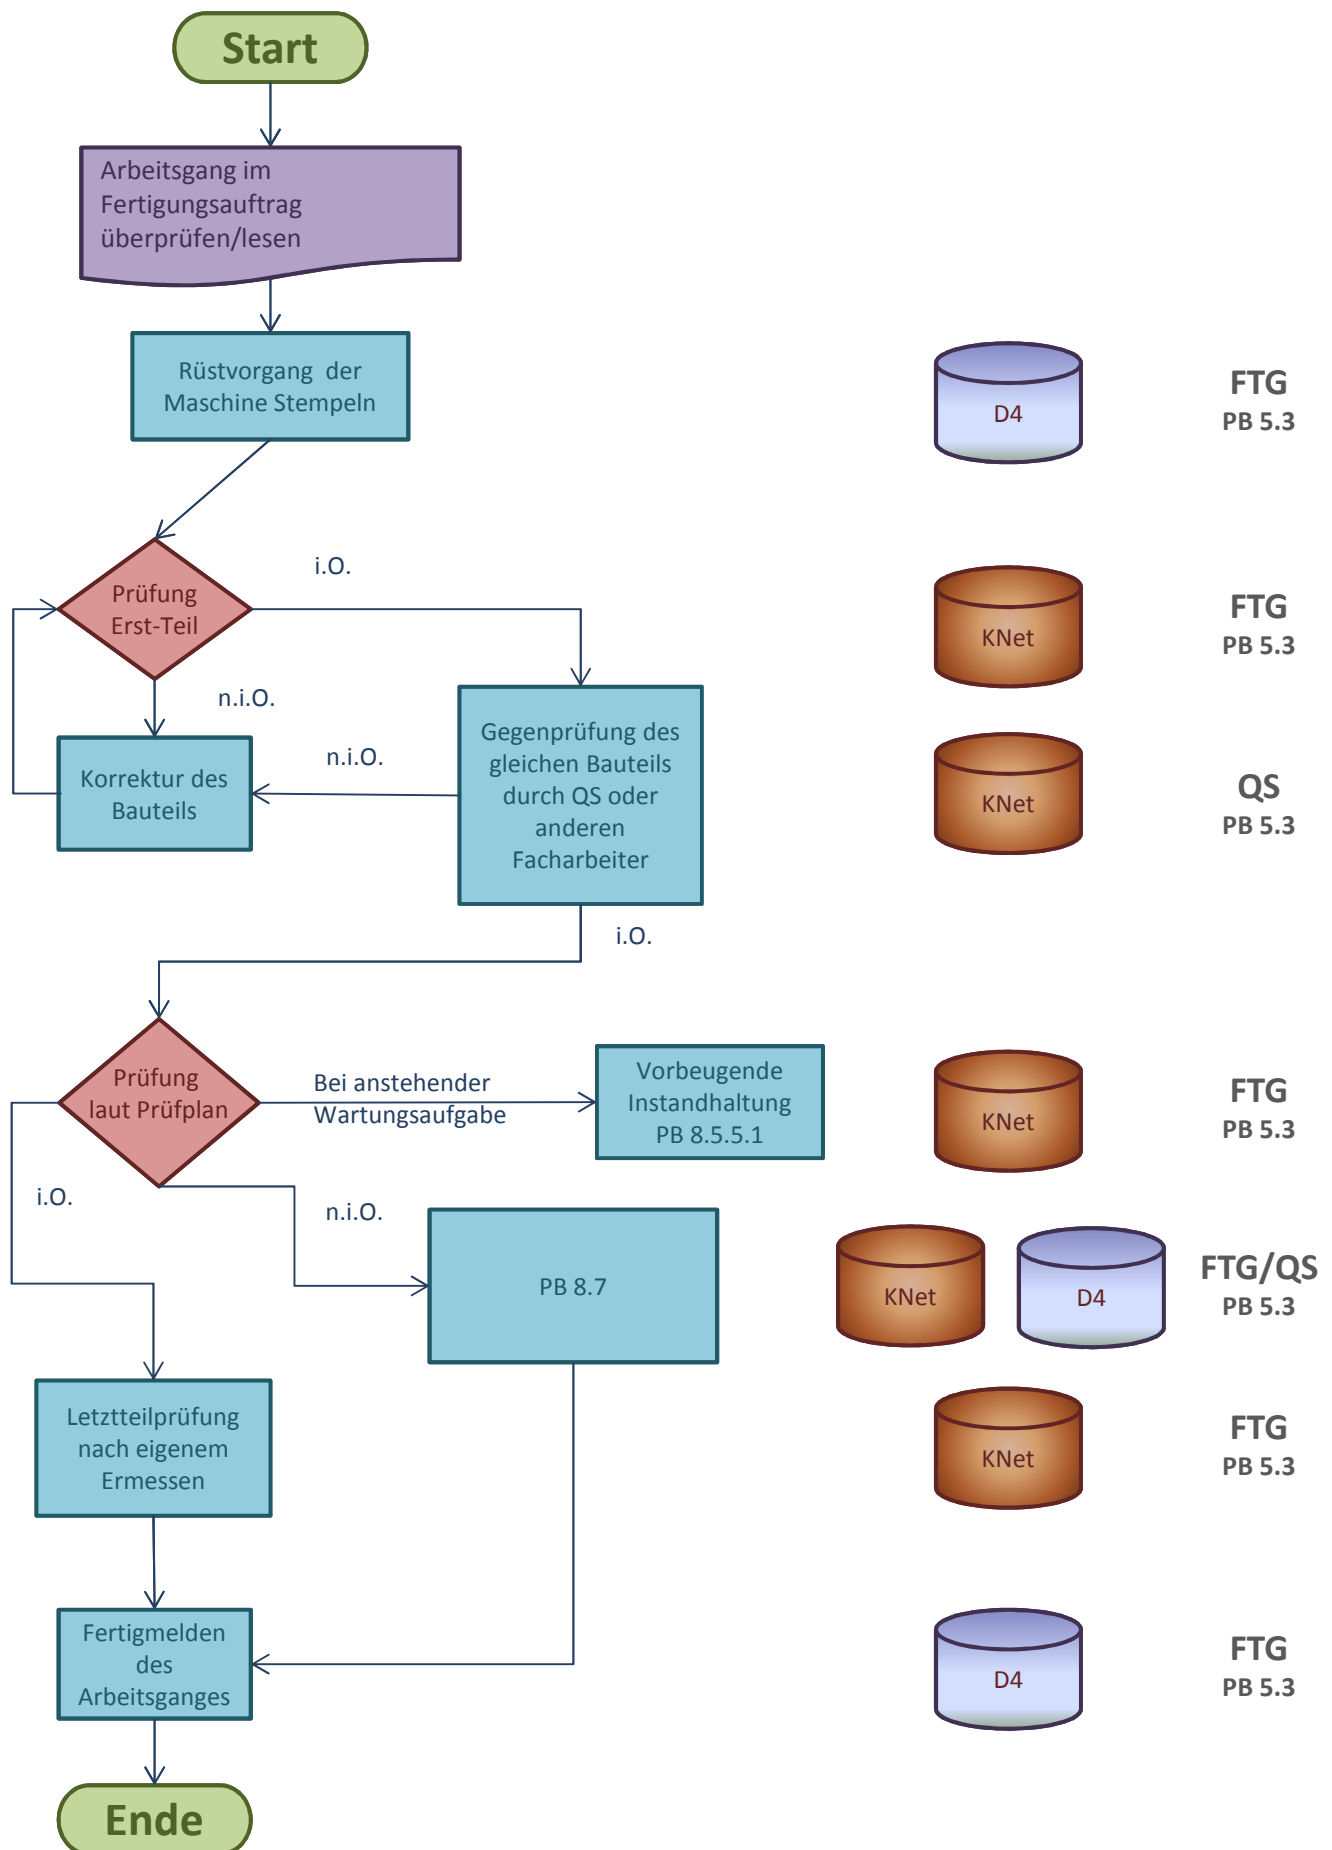 Start
Arbeitsgang im
Fertigungsauftrag
überprüfen/lesen
Rüstvorgang der
Maschine Stempeln
D4
FTG
PB 5.3
i.O.
Prüfung
Erst-Teil
KNet
FTG
PB 5.3
n.i.O.
Korrektur des
Bauteils
n.i.O.
Gegenprüfung des
gleichen Bauteils
durch QS oder
anderen
Facharbeiter
KNet
QS
PB 5.3
i.O.
Prüfung
laut Prüfplan
Bei anstehender
Wartungsaufgabe
Vorbeugende
Instandhaltung
PB 8.5.5.1
KNet
FTG
PB 5.3
i.O.
n.i.O.
PB 8.7
KNet
D4
FTG/QS
PB 5.3
Letztteilprüfung
nach eigenem
Ermessen
KNet
FTG
PB 5.3
Fertigmelden
des
Arbeitsganges
D4
FTG
PB 5.3
Ende